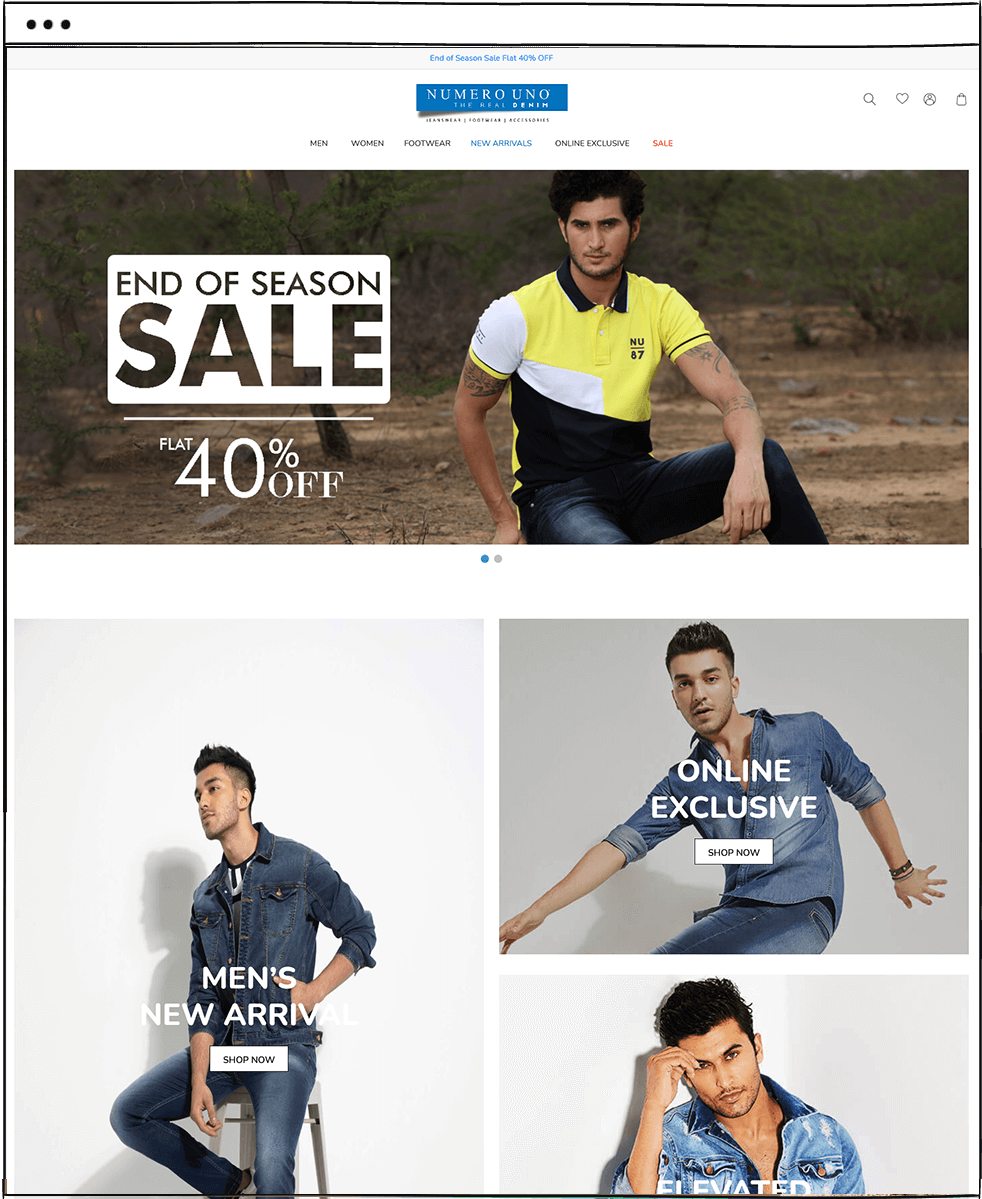 End of Season Sale Flat 40% OFF
NUMERO UNO
THE REAL DENIM
JEANSWEAR | FOOTWEAR | ACCESSORIES
MEN WOMEN FOOTWEAR NEW ARRIVALS ONLINE EXCLUSIVE SALE
END OF SEASON
SALE
FLAT 40% OFF
NU
87
MEN'S
NEW ARRIVAL
SHOP NOW
ONLINE
EXCLUSIVE
SHOP NOW
ELEVATED